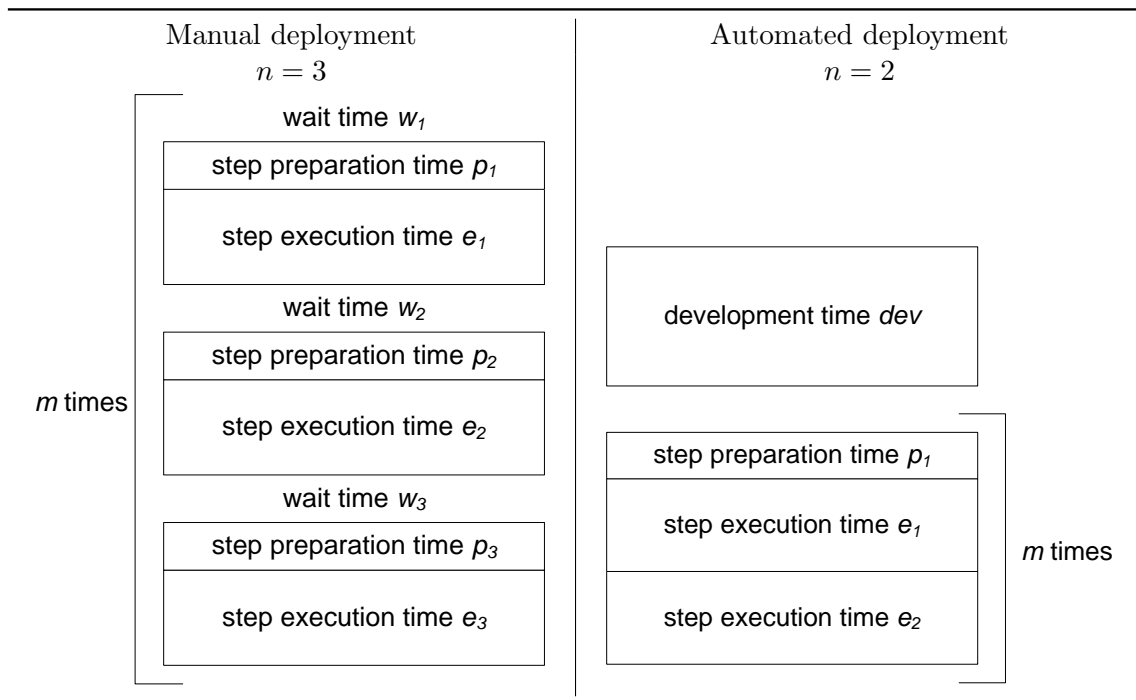 Manual deployment
n = 3
wait time w1
step preparation time p1
step execution time e1
wait time w2
step preparation time p2
step execution time e2
wait time w3
step preparation time p3
step execution time e3
m times
Automated deployment
n = 2
development time dev
step preparation time p1
step execution time e1
step execution time e2
m times